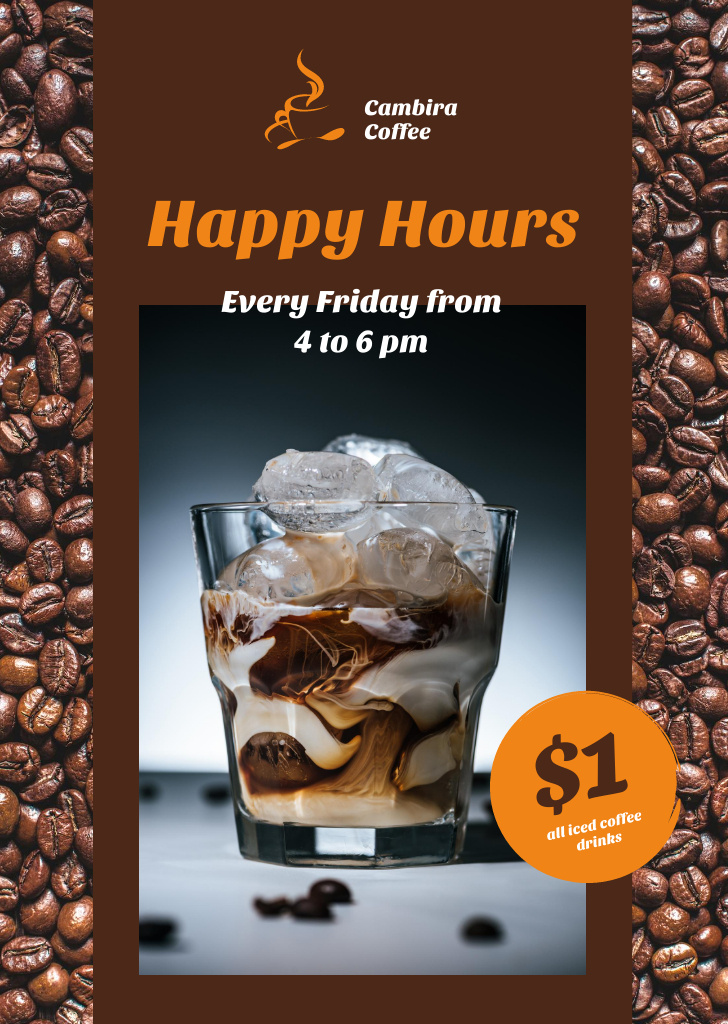 Cambira
Coffee
Happy Hours
Every Friday from
4 to 6 pm
$1
all iced coffee
drinks